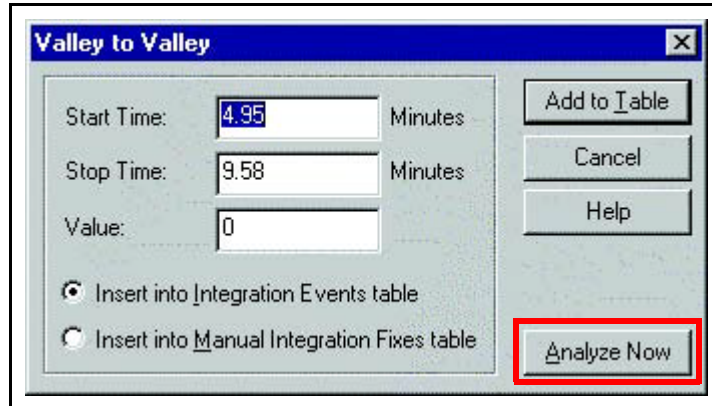 Valley to Valley
Start Time: 4.95 Minutes
Stop Time: 9.58 Minutes
Value: 0
Insert into Integration Events table
Insert into Manual Integration Fixes table
Add to Table
Cancel
Help
Analyze Now